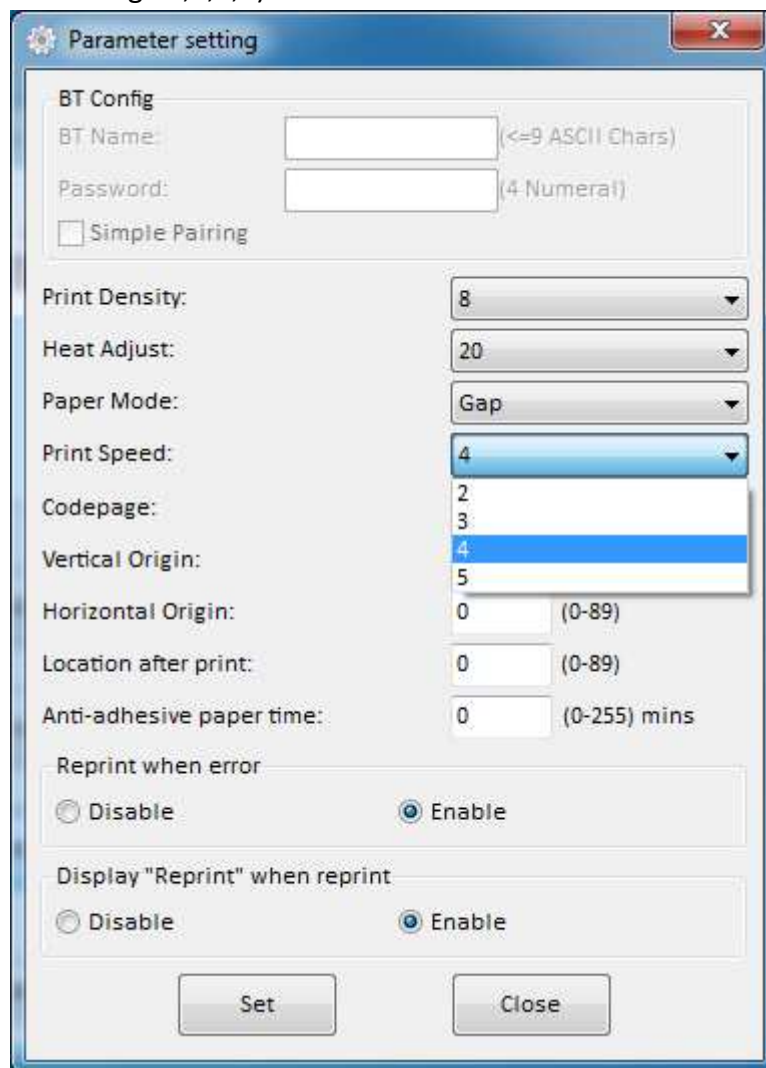 Parameter setting
BT Config
BT Name: (<=9 ASCII Chars)
Password: (4 Numeral)
Simple Pairing
Print Density: 8
Heat Adjust: 20
Paper Mode: Gap
Print Speed: 4
2
Codepage:
3
4
Vertical Origin:
5
Horizontal Origin: 0 (0-89)
Location after print: 0 (0-89)
Anti-adhesive paper time: 0 (0-255) mins
Reprint when error
Disable Enable
Display "Reprint" when reprint
Disable Enable
Set Close